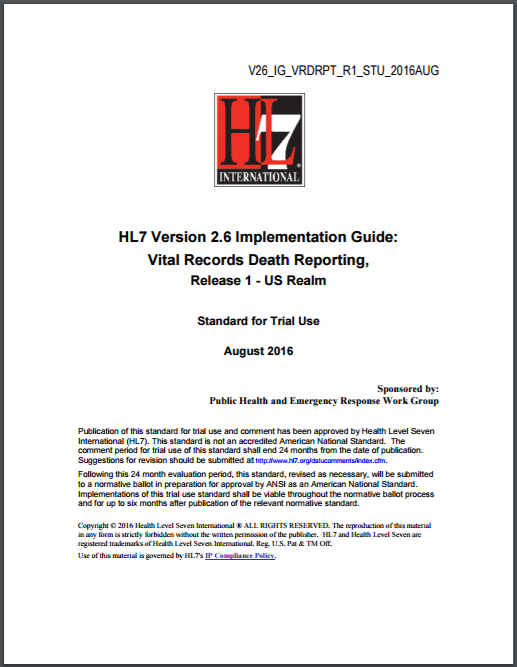 V26_IG_VRDRPT_R1_STU_2016AUG
HL7
®
INTERNATIONAL
HL7 Version 2.6 Implementation Guide:
Vital Records Death Reporting,
Release 1 - US Realm
Standard for Trial Use
August 2016
Sponsored by:
Public Health and Emergency Response Work Group
Publication of this standard for trial use and comment has been approved by Health Level Seven
International (HL7). This standard is not an accredited American National Standard. The
comment period for trial use of this standard shall end 24 months from the date of publication.
Suggestions for revision should be submitted at http://www.hl7.org/dstucomments/index.cfm.
Following this 24 month evaluation period, this standard, revised as necessary, will be submitted
to a normative ballot in preparation for approval by ANSI as an American National Standard.
Implementations of this trial use standard shall be viable throughout the normative ballot process
and for up to six months after publication of the relevant normative standard.
Copyright © 2016 Health Level Seven International ® ALL RIGHTS RESERVED. The reproduction of this material
in any form is strictly forbidden without the written permission of the publisher. HL7 and Health Level Seven are
registered trademarks of Health Level Seven International. Reg. U.S. Pat & TM Off.
Use of this material is governed by HL7's IP Compliance Policy.